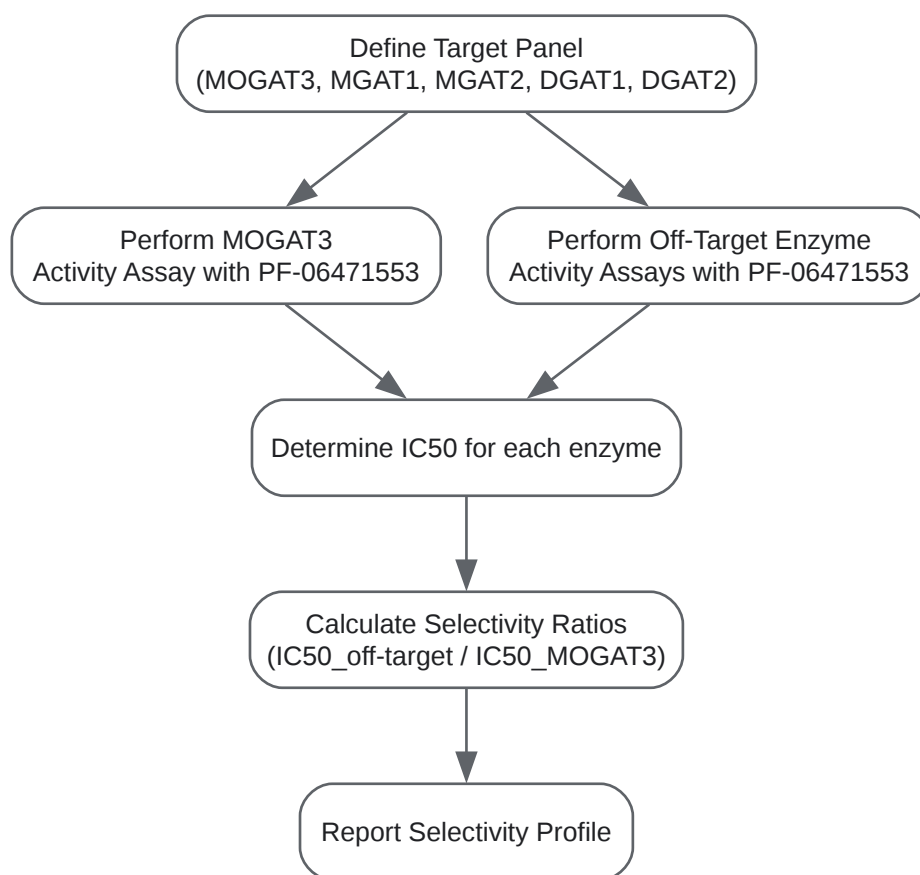 Define Target Panel
(MOGAT3, MGAT1, MGAT2, DGAT1, DGAT2)
Perform MOGAT3
Activity Assay with PF-06471553
Perform Off-Target Enzyme
Activity Assays with PF-06471553
Determine IC50 for each enzyme
Calculate Selectivity Ratios
(IC50_off-target / IC50_MOGAT3)
Report Selectivity Profile